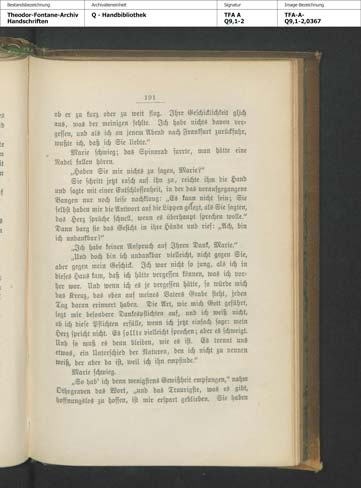 Bestandsbezeichnung Archivalieneinheit Signatur Image-Bezeichnung
Theodor-Fontane-Archiv Q - Handbibliothek TFA A TFA-A-
Handschriften Q9,1-2 Q9,1-2,0367
191
ob er zu kurz oder zu weit flog. Ihre Geschicklichkeit glich
aus, was der meinigen fehlte. Ich habe nichts davon ver-
gessen, und als ich an jenem Abend nach Frankfurt zurückfuhr,
wußte ich, daß ich Sie liebte.“
Marie schwieg; das Spinnrad surrte, man hätte eine
Nadel fallen hören.
„Haben Sie mir nichts zu sagen, Marie?“
Sie schritt jetzt rasch auf ihn zu, reichte ihm die Hand
und sagte mit einer Entschlossenheit, in der das vorausgegangene
Bangen nur noch leise nachklang: „Es kann nicht sein; Sie
selbst haben mir die Antwort auf die Lippen gelegt, als Sie sagten,
das Herz spräche schnell, wenn es überhaupt sprechen wolle.“
Dann barg sie das Gesicht in ihre Hände und rief: „Ach, bin
ich undankbar?“
„Ich habe keinen Anspruch auf Ihren Dank, Marie.“
„Und doch bin ich undankbar vielleicht, nicht gegen Sie,
aber gegen mein Geschick. Ich war nicht so jung, als ich in
dieses Haus kam, daß ich hätte vergessen können, was ich vor-
her war. Und wenn ich es je vergessen hätte, so würde mich
das Kreuz, das oben auf meines Vaters Grabe steht, jeden
Tag daran erinnert haben. Die Art, wie mich Gott geführt,
legt mir besondere Dankespflichten auf, und ich weiß nicht,
ob ich diese Pflichten erfülle, wenn ich jetzt einfach sage: mein
Herz spricht nicht. Es sollte vielleicht sprechen; aber es schweigt.
Und so muß es denn bleiben, wie es ist. Es trennt uns
etwas, ein Unterschied der Naturen, den ich nicht zu nennen
weiß, der aber da ist, weil ich ihn empfinde.“
Marie schwieg.
„So hab' ich denn wenigstens Gewißheit empfangen,“ nahm
Othegraven das Wort, „und das Traurigste, was es gibt,
hoffnungslos zu hoffen, ist mir erspart geblieben. Sie haben